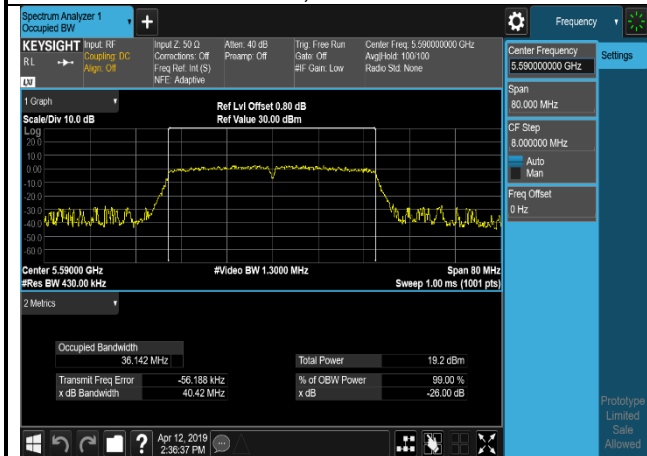 Spectrum Analyzer 1
Occupied BW
Frequency
KEYSIGHT
RL
LXI
Input: RF
Coupling: DC
Align: Off
Input Z: 50 Ω
Corrections: Off
Freq Ref: Int (S)
NFE: Adaptive
Atten: 40 dB
Preamp: Off
Trig: Free Run
Gate: Off
#IF Gain: Low
Center Freq: 5.590000000 GHz
Avg|Hold: 100/100
Radio Std: None
Center Frequency
5.590000000 GHz
Settings
Span
80.000 MHz
CF Step
8.000000 MHz
Auto
Man
Freq Offset
0 Hz
1 Graph
Scale/Div 10.0 dB
Ref Lvl Offset 0.80 dB
Ref Value 30.00 dBm
Log
20.0
10.0
0.00
-10.0
-20.0
-30.0
-40.0
-50.0
-60.0
Center 5.59000 GHz
#Video BW 1.3000 MHz
Span 80 MHz
#Res BW 430.00 kHz
Sweep 1.00 ms (1001 pts)
2 Metrics
Occupied Bandwidth
36.142 MHz
Total Power 19.2 dBm
Transmit Freq Error -56.188 kHz
% of OBW Power 99.00 %
x dB Bandwidth 40.42 MHz
x dB -26.00 dB
Prototype
Limited
Sale
Allowed
?
Apr 12, 2019
2:36:37 PM